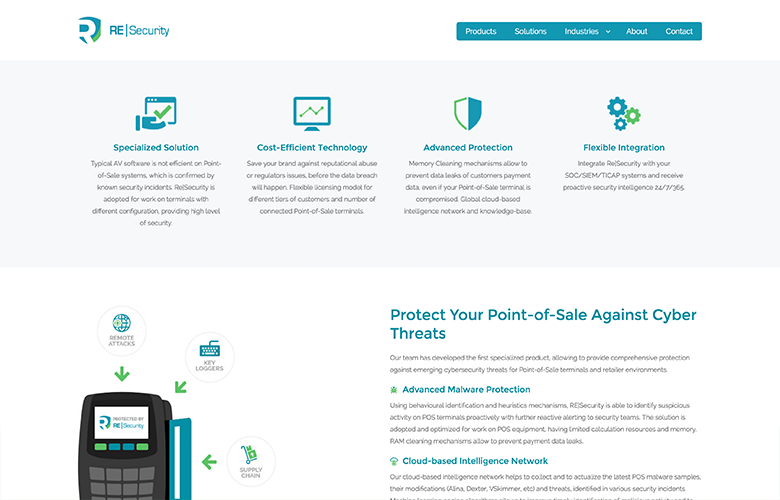 RE|Security
Products Solutions Industries About Contact
Specialized Solution
Typical AV software is not efficient on Point-
of-Sale systems, which is confirmed by
known security incidents. Re|Security is
adopted for work on terminals with
different configuration, providing high level
of security.
Cost-Efficient Technology
Save your brand against reputational abuse
or regulators issues, before the data breach
will happen. Flexible licensing model for
different tiers of customers and number of
connected Point-of-Sale terminals.
Advanced Protection
Memory Cleaning mechanisms allow to
prevent data leaks of customers payment
data, even if your Point-of-Sale terminal is
compromised. Global cloud-based
intelligence network and knowledge-base.
Flexible Integration
Integrate Re|Security with your
SOC/SIEM/TICAP systems and receive
proactive security intelligence 24/7/365.
REMOTE
ATTACKS
KEY
LOGGERS
PROTECTED BY
RE|Security
SUPPLY
CHAIN
Protect Your Point-of-Sale Against Cyber
Threats
Our team has developed the first specialized product, allowing to provide comprehensive protection
against emerging cybersecurity threats for Point-of-Sale terminals and retailer environments.
Advanced Malware Protection
Using behavioural identification and heuristics mechanisms, RE|Security is able to identify suspicious
activity on POS terminals proactively with further reactive alerting to security teams. The solution is
adopted and optimized for work on POS equipment, having limited calculation resources and memory.
RAM cleaning mechanisms allow to prevent payment data leaks.
Cloud-based Intelligence Network
Our cloud-based intelligence network helps to collect and to actualize the latest POS malware samples,
their modifications (Alina, Dexter, VSkimmer, etc) and threats, identified in various security incidents.